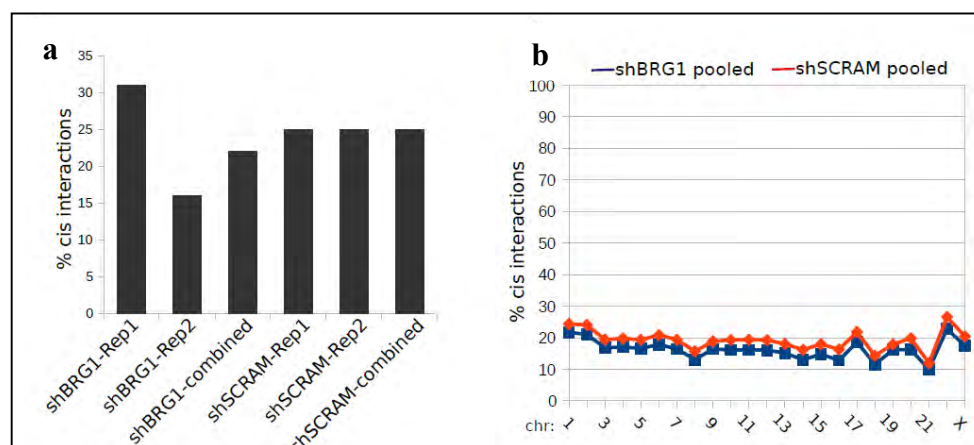 a
35
30
25
20
15
10
5
0
% cis interactions
shBRG1-Rep1
shBRG1-Rep2
shBRG1-combined
shSCRAM-Rep1
shSCRAM-Rep2
shSCRAM-combined
b
shBRG1 pooled
shSCRAM pooled
100
90
80
70
60
50
40
30
20
10
0
% cis interactions
chr: 1 3 5 7 9 11 13 15 17 19 21 X